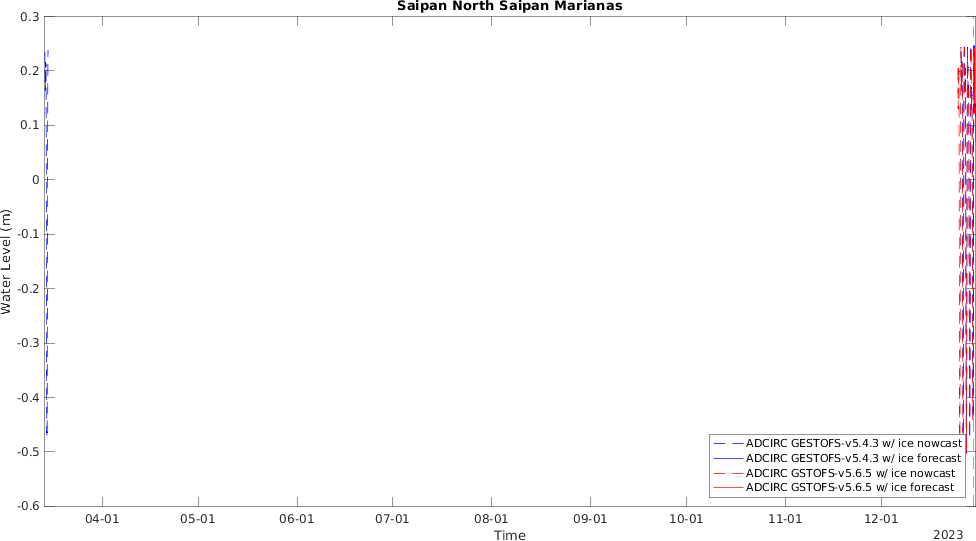 Saipan North Saipan Marianas
0.3
0.2
0.1
0
-0.1
-0.2
-0.3
-0.4
-0.5
-0.6
Water Level (m)
ADCIRC GESTOFS-v5.4.3 w/ ice nowcast
ADCIRC GESTOFS-v5.4.3 w/ ice forecast
ADCIRC GSTOFS-v5.6.5 w/ ice nowcast
ADCIRC GSTOFS-v5.6.5 w/ ice forecast
04-01 05-01 06-01 07-01 08-01 09-01 10-01 11-01 12-01
Time
2023